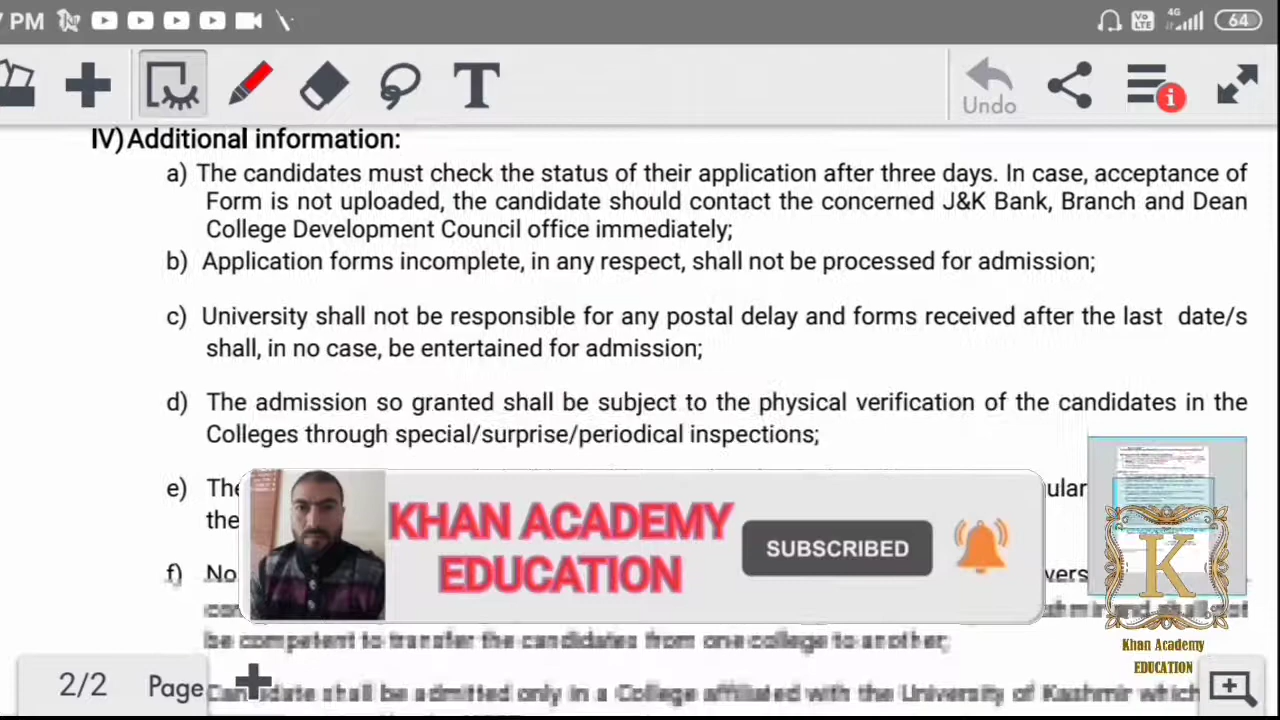 PM
4G
Vo
LTE
64
T
Undo
IV) Additional information:
a) The candidates must check the status of their application after three days. In case, acceptance of
Form is not uploaded, the candidate should contact the concerned J&K Bank, Branch and Dean
College Development Council office immediately;
b) Application forms incomplete, in any respect, shall not be processed for admission;
c) University shall not be responsible for any postal delay and forms received after the last date/s
shall, in no case, be entertained for admission;
d) The admission so granted shall be subject to the physical verification of the candidates in the
Colleges through special/surprise/periodical inspections;
e)
the
f) No
be competent to transfer the candidates from one college to another;
shall be admitted only in a College affiliated with the University of Kashmir which
KHAN ACADEMY
EDUCATION
SUBSCRIBED
K
Khan Academy
EDUCATION
2/2 Page